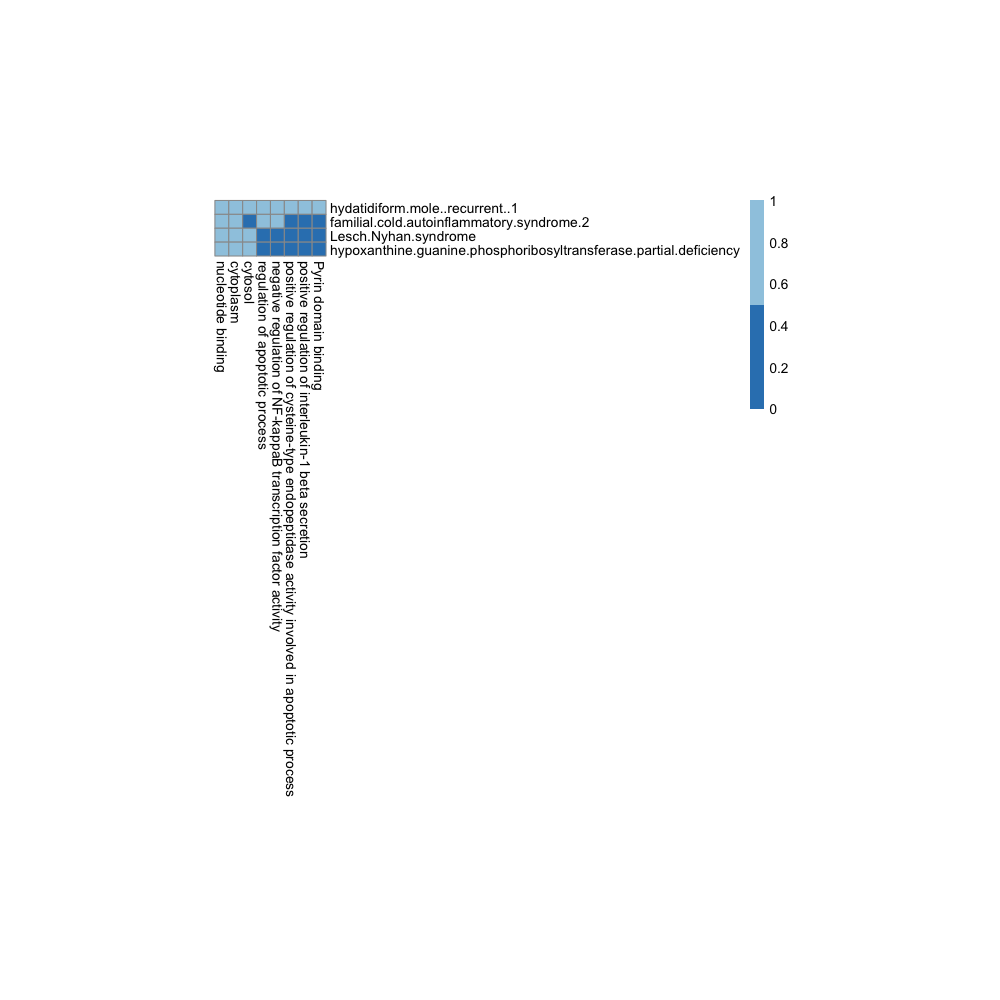 hydatidiform.mole..recurrent..1
familial.cold.autoinflammatory.syndrome.2
Lesch.Nyhan.syndrome
hypoxanthine.guanine.phosphoribosyltransferase.partial.deficiency
nucleotide binding
cytoplasm
cytosol
regulation of apoptotic process
negative regulation of NF-kappaB transcription factor activity
positive regulation of cysteine-type endopeptidase activity involved in apoptotic process
positive regulation of interleukin-1 beta secretion
Pyrin domain binding
1
0.8
0.6
0.4
0.2
0